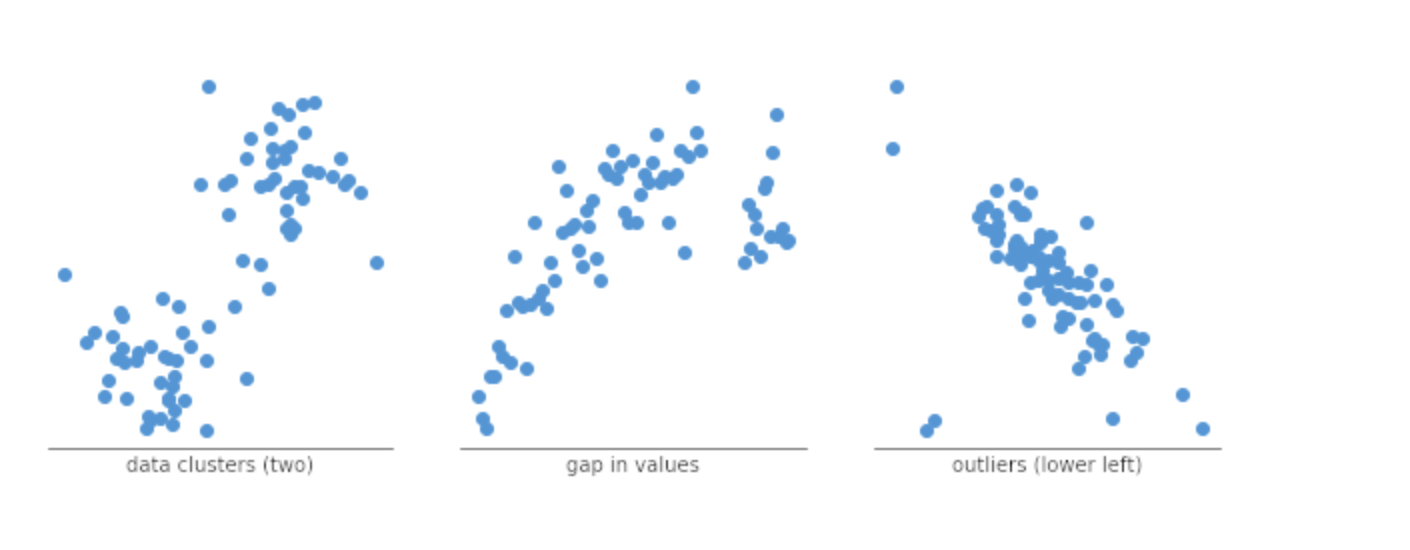 data clusters (two)
gap in values
outliers (lower left)